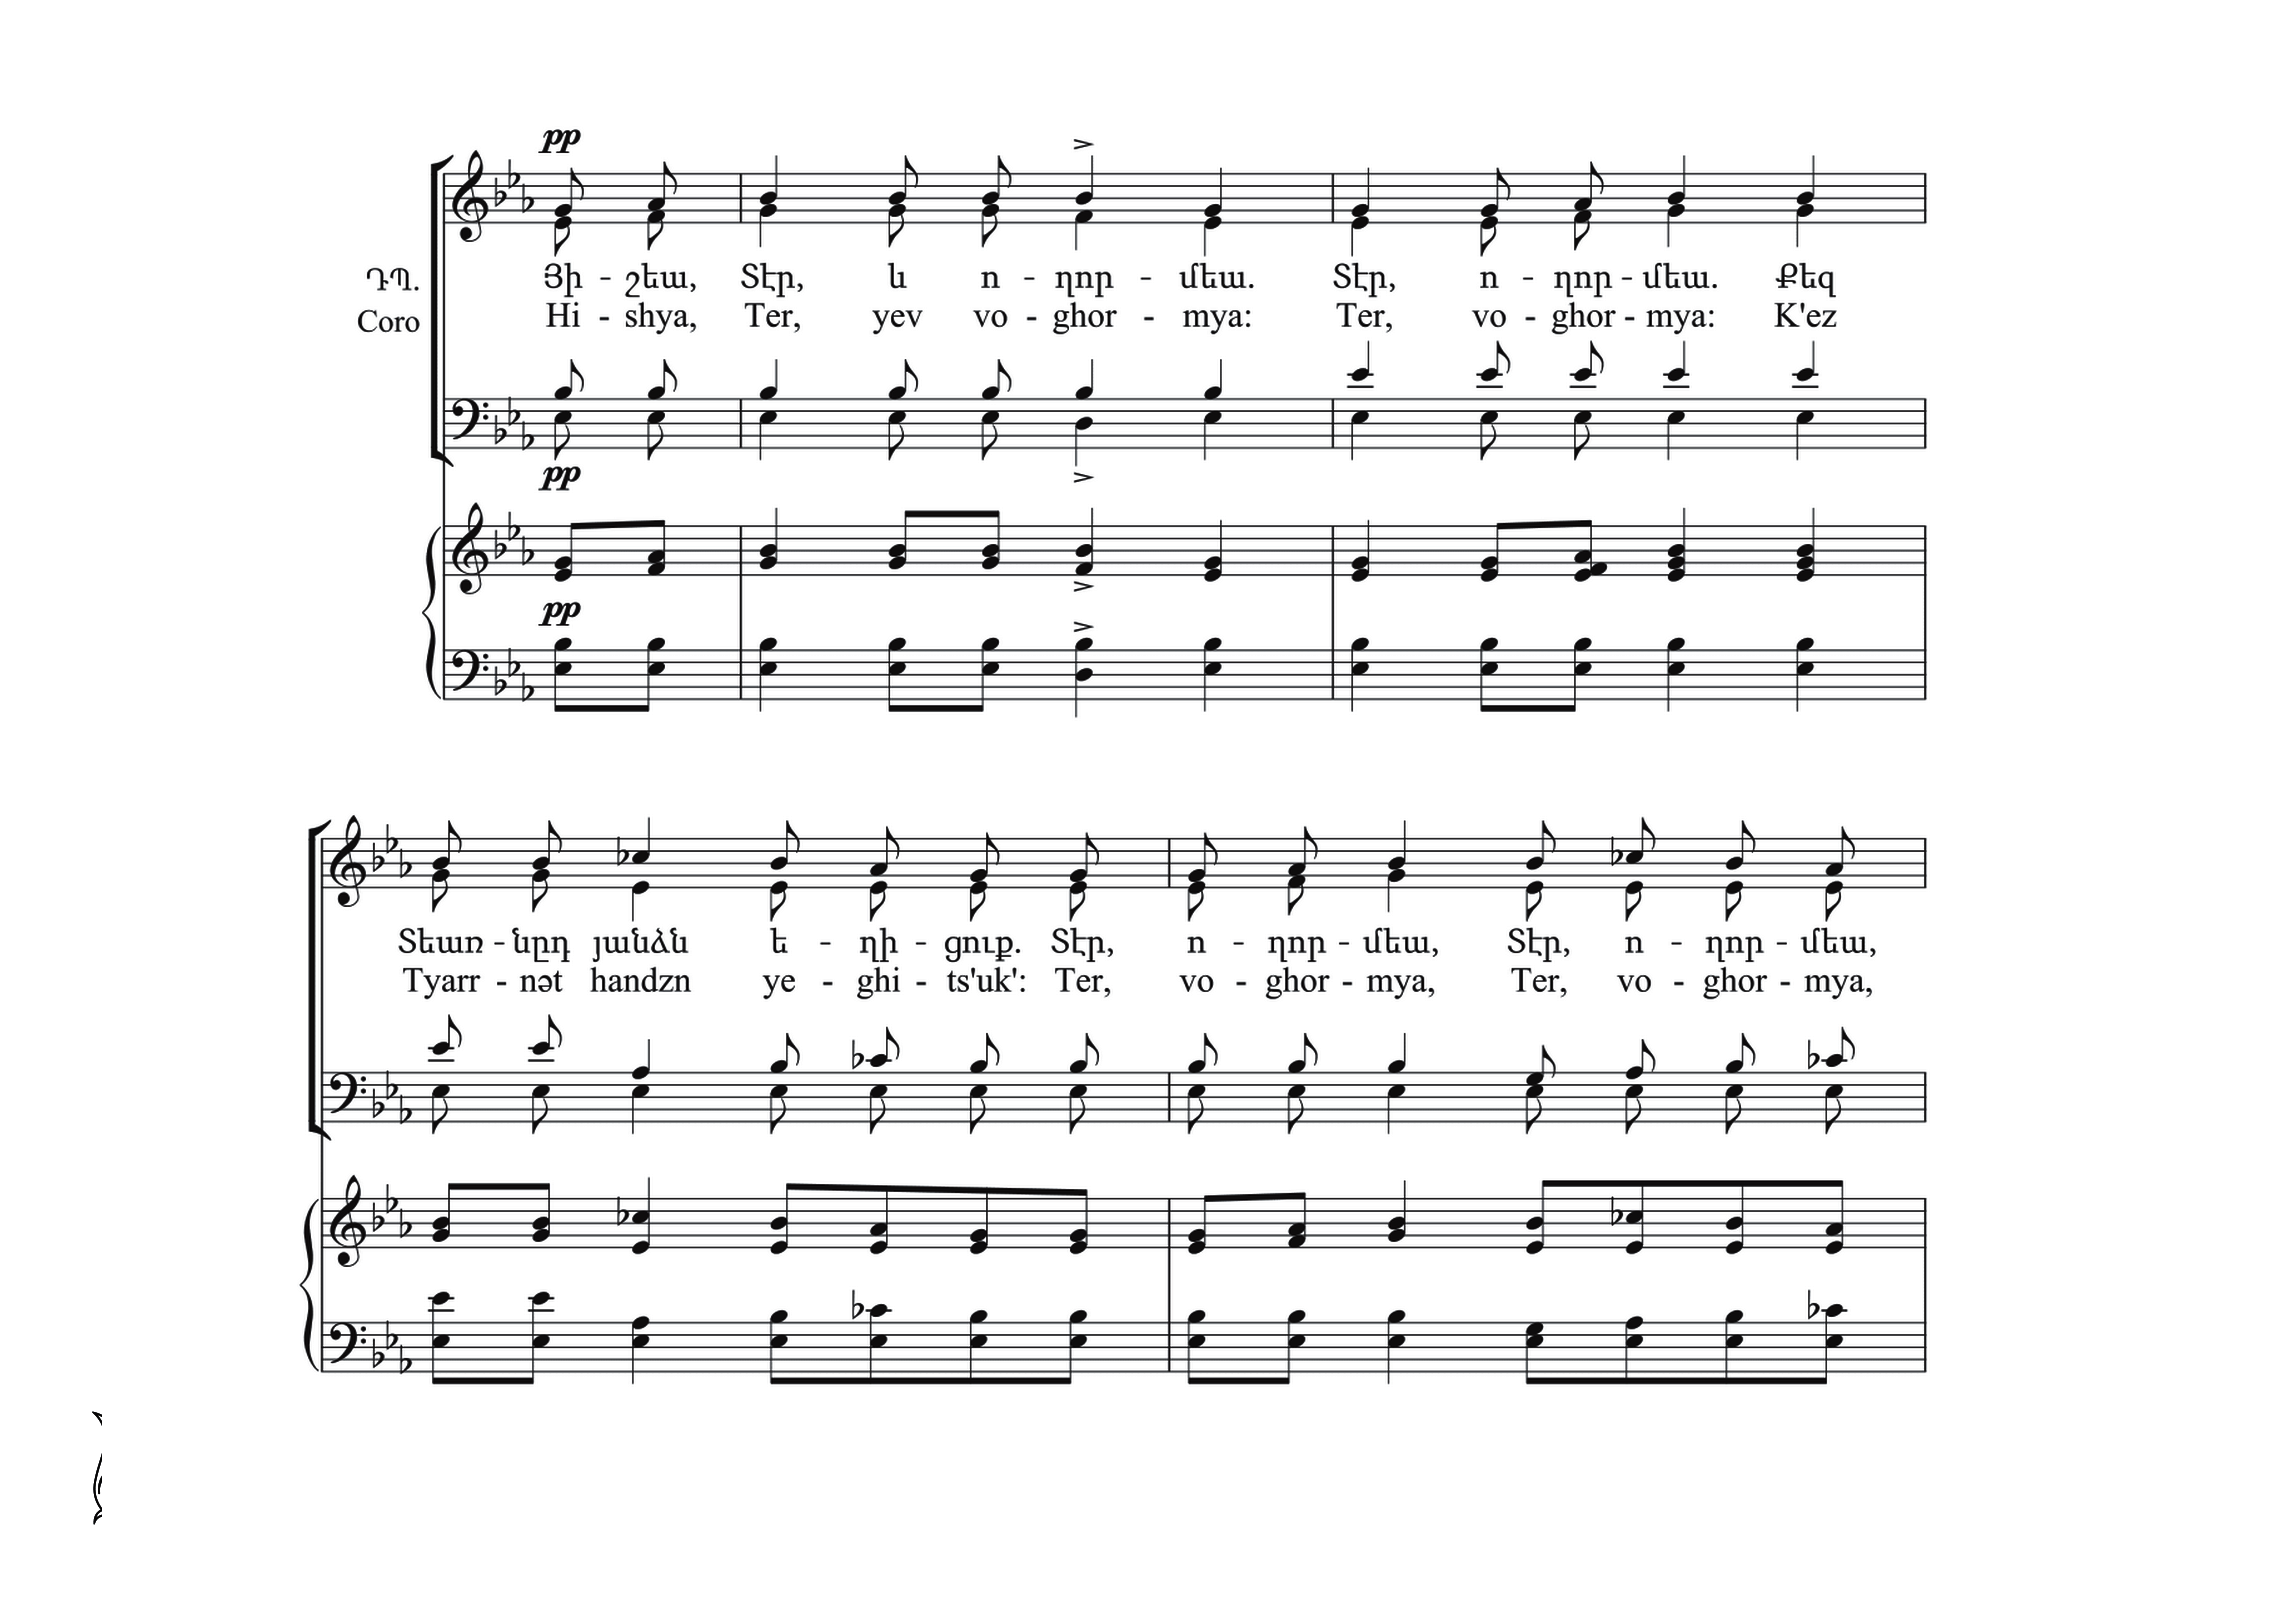 pp
ԴՊ. Յի - շեա, Տէր, և ո - ղոր - մեա. Տէր, ո - ղոր - մեա. Քեզ
Coro Hi - shya, Ter, yev vo - ghor - mya: Ter, vo - ghor - mya: K'ez
pp
pp
Տեառ - նըդ յանձն ե - ղի - ցուք. Տէր, ո - ղոր - մեա, Տէր, ո - ղոր - մեա,
Tyarr - nət handzn ye - ghi - ts'uk': Ter, vo - ghor - mya, Ter, vo - ghor - mya,